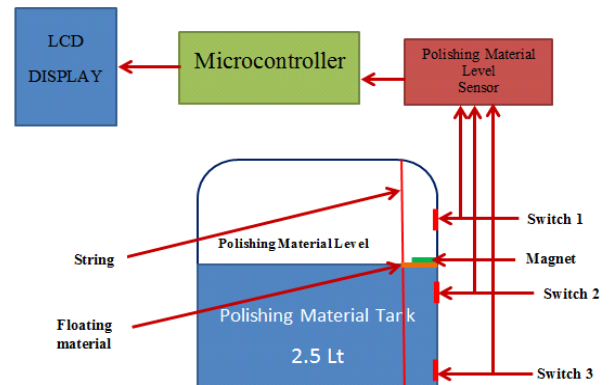 LCD
DISPLAY
Microcontroller
Polishing Material
Level
Sensor
Switch 1
Polishing Material Level
String
Magnet
Switch 2
Floating
material
Polishing Material Tank
2.5 Lt
Switch 3